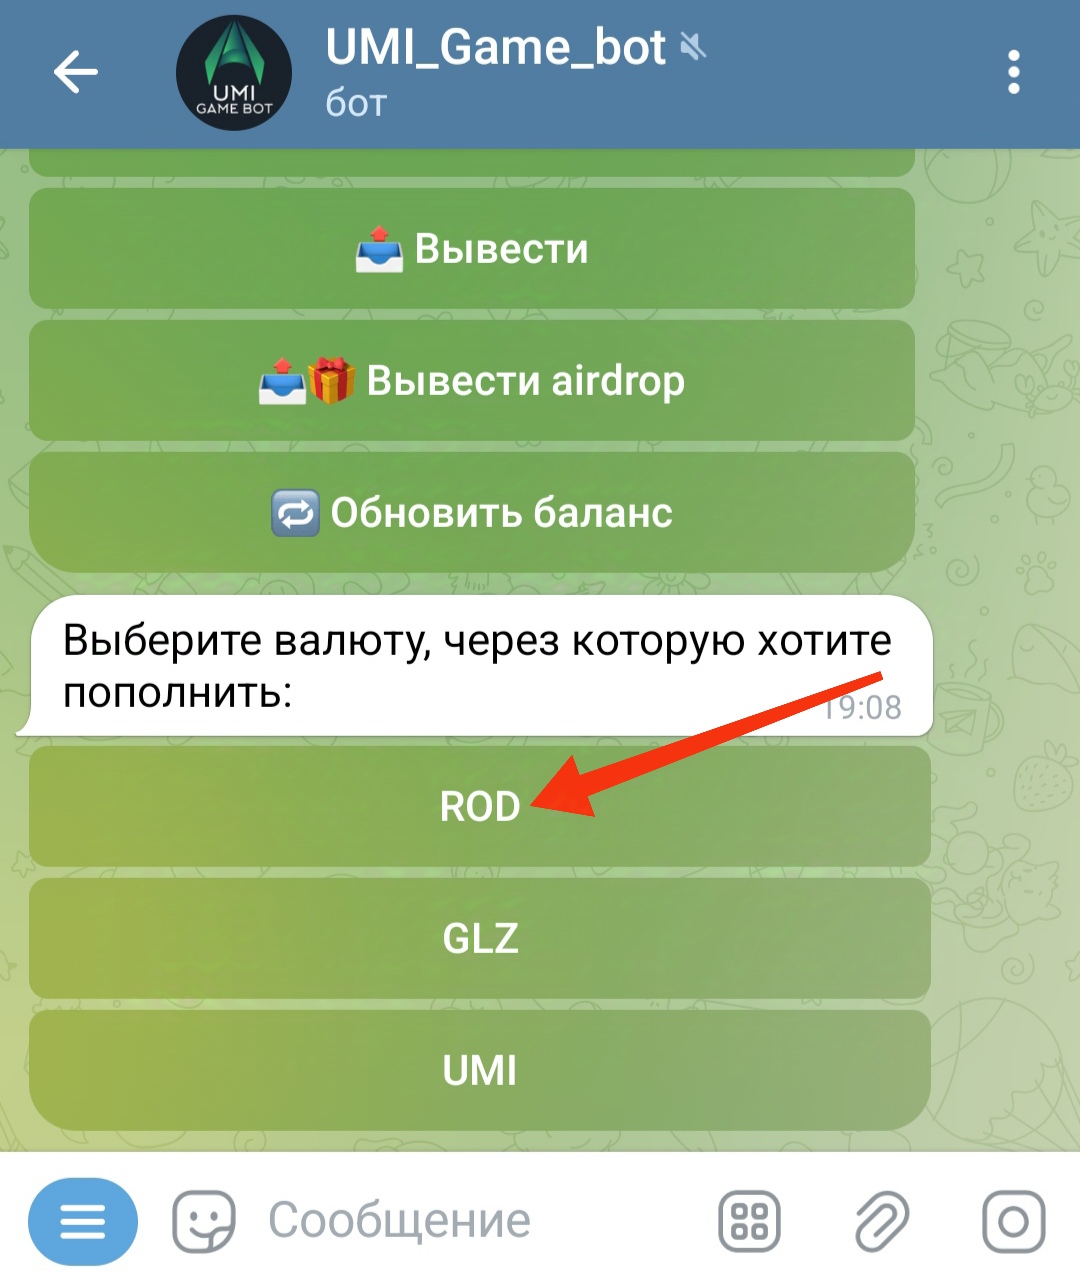 UMI_Game_bot
бот
UMI
GAME BOT
Вывести
Вывести airdrop
Обновить баланс
Выберите валюту, через которую хотите
пополнить:
19:08
ROD
GLZ
UMI
Сообщение